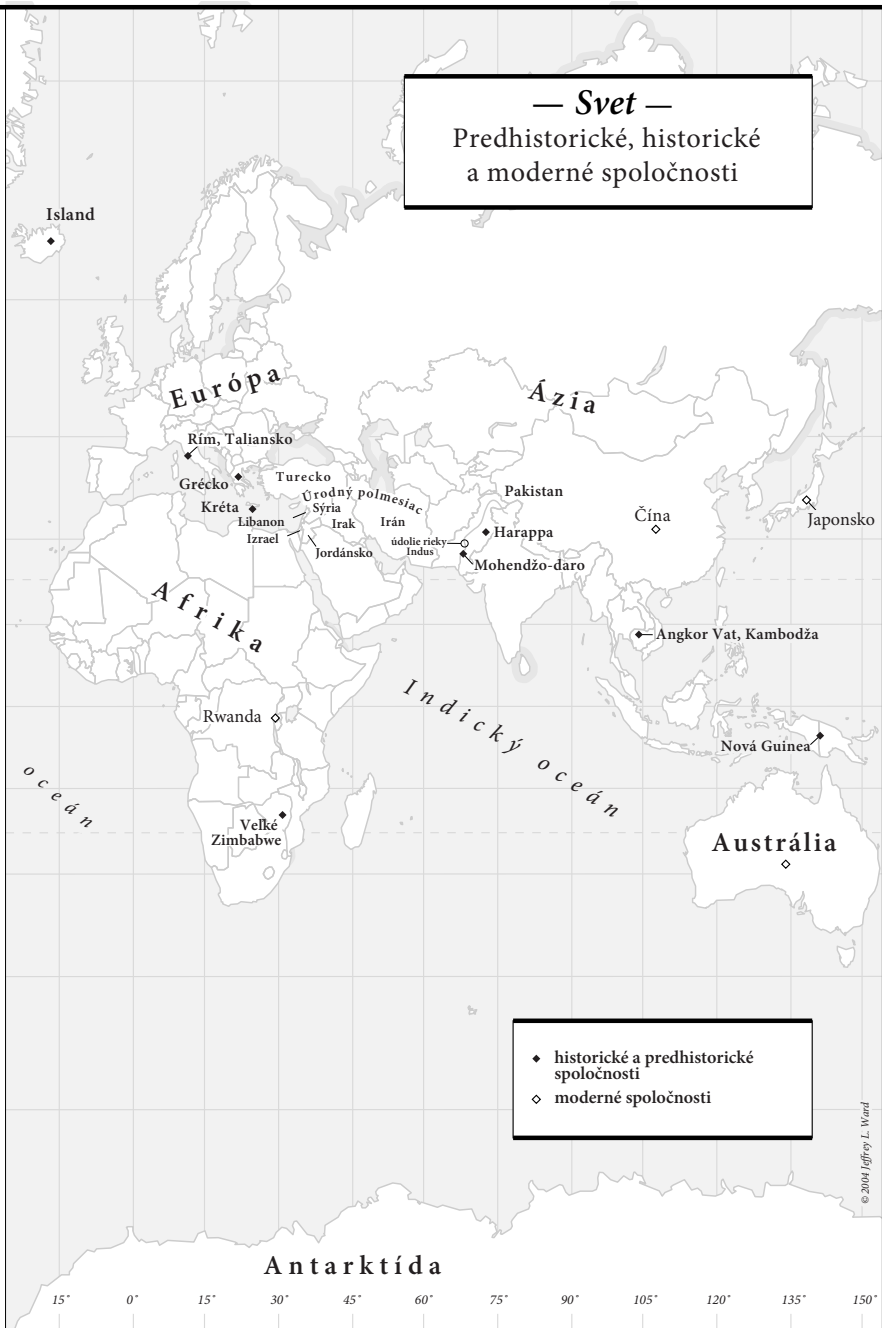 — Svet —
Predhistorické, historické
a moderné spoločnosti
Island
Európa
Ázia
Rím, Taliansko
Grécko
Kréta
Turecko
Úrodný polmesiac
Sýria
Libanon
Izrael
Irak
Jordánsko
Irán
Pakistan
Harappa
údolie rieky
Indus
Mohendžo-daro
Čína
Japonsko
Afrika
Angkor Vat, Kambodža
Rwanda
Indický oceán
Nová Guinea
oceán
Veľké
Zimbabwe
Austrália
historické a predhistorické
spoločnosti
moderné spoločnosti
© 2004 Jeffrey L. Ward
Antarktída
15° 0° 15° 30° 45° 60° 75° 90° 105° 120° 135° 150°